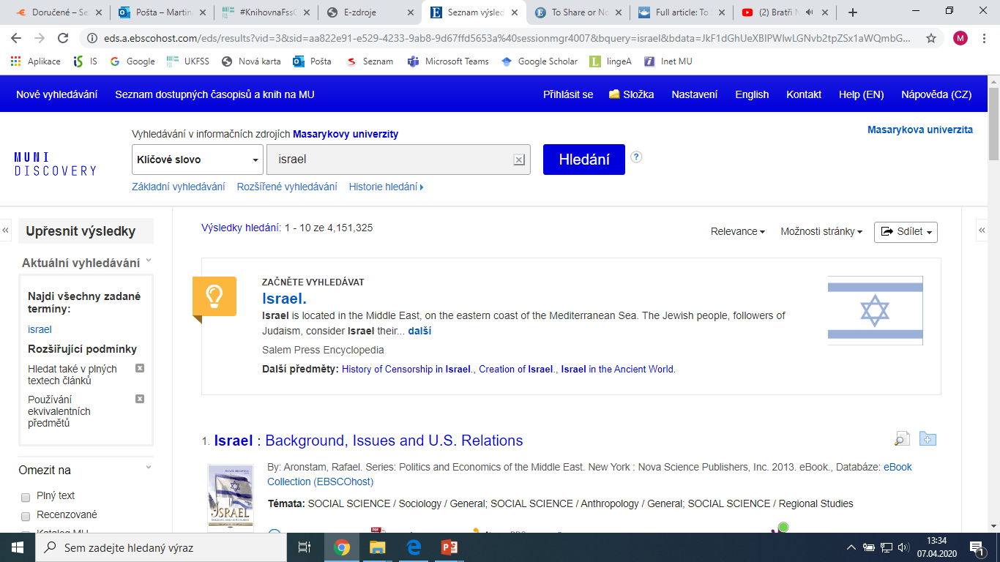 Doručené – Se
Pošta – Martina
#KnihovnaFssO
E-zdroje
Seznam výsled
To Share or No
Full article: To S
(2) Bratři N
eds.a.ebscohost.com/eds/results?vid=3&sid=aa822e91-e529-4233-9ab8-9d67ffd5653a%40sessionmgr4007&bquery=israel&bdata=JkF1dGhUeXBlPWlwLGNvb2tpZSx1aWQmbG...
M
Aplikace
IS
Google
UKFSS
Nová karta
Pošta
Seznam
Microsoft Teams
Google Scholar
lingeA
Inet MU
Nové vyhledávání Seznam dostupných časopisů a knih na MU
Přihlásit se Složka Nastavení English Kontakt Help (EN) Nápověda (CZ)
Vyhledávání v informačních zdrojích Masarykovy univerzity
Masarykova univerzita
MUNI
DISCOVERY
Klíčové slovo
israel
Hledání
?
Základní vyhledávání Rozšířené vyhledávání Historie hledání
Upřesnit výsledky
Aktuální vyhledávání
Najdi všechny zadané
termíny:
israel
Rozšiřující podmínky
Hledat také v plných
textech článků
Používání
ekvivalentních
předmětů
Omezit na
Plný text
Recenzované
Katalog MU
Výsledky hledání: 1 - 10 ze 4,151,325
Relevance
Možnosti stránky
Sdílet
ZAČNĚTE VYHLEDÁVAT
Israel.
Israel is located in the Middle East, on the eastern coast of the Mediterranean Sea. The Jewish people, followers of
Judaism, consider Israel their... další
Salem Press Encyclopedia
Další předměty: History of Censorship in Israel., Creation of Israel., Israel in the Ancient World.
1. Israel : Background, Issues and U.S. Relations
ISRAEL
By: Aronstam, Rafael. Series: Politics and Economics of the Middle East. New York : Nova Science Publishers, Inc. 2013. eBook., Databáze: eBook
Collection (EBSCOhost)
Témata: SOCIAL SCIENCE / Sociology / General; SOCIAL SCIENCE / Anthropology / General; SOCIAL SCIENCE / Regional Studies
Sem zadejte hledaný výraz
13:34
07.04.2020
1